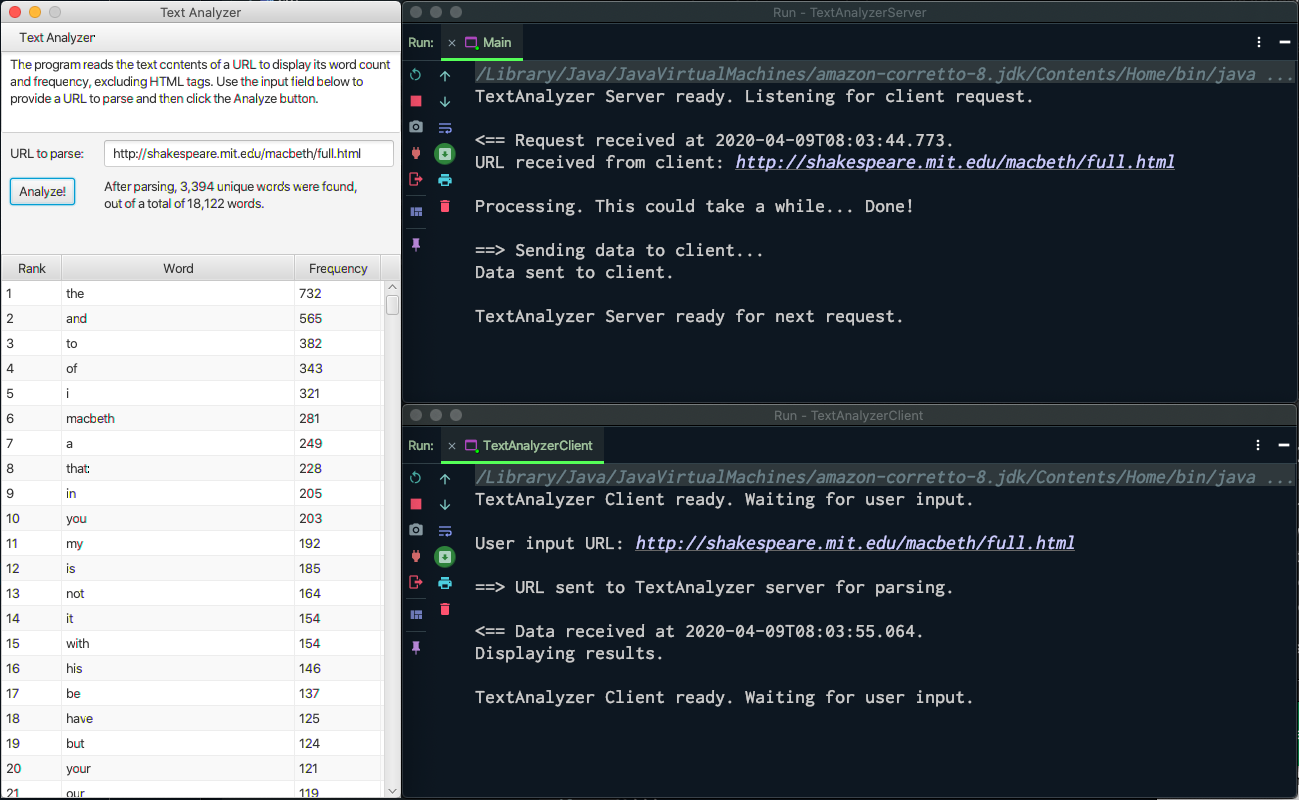 Text Analyzer
Text Analyzer
The program reads the text contents of a URL to display its word count
and frequency, excluding HTML tags. Use the input field below to
provide a URL to parse and then click the Analyze button.
URL to parse: http://shakespeare.mit.edu/macbeth/full.html
Analyze! After parsing, 3,394 unique words were found,
out of a total of 18,122 words.
Rank Word Frequency
1 the 732
2 and 565
3 to 382
4 of 343
5 i 321
6 macbeth 281
7 a 249
8 that 228
9 in 205
10 you 203
11 my 192
12 is 185
13 not 164
14 it 154
15 with 154
16 his 146
17 be 137
18 have 125
19 but 124
20 your 121
21 our 119
Run - TextAnalyzerServer
Run: × Main
/Library/Java/JavaVirtualMachines/amazon-corretto-8.jdk/Contents/Home/bin/java ...
TextAnalyzer Server ready. Listening for client request.
<== Request received at 2020-04-09T08:03:44.773.
URL received from client: http://shakespeare.mit.edu/macbeth/full.html
Processing. This could take a while... Done!
==> Sending data to client...
Data sent to client.
TextAnalyzer Server ready for next request.
Run - TextAnalyzerClient
Run: × TextAnalyzerClient
/Library/Java/JavaVirtualMachines/amazon-corretto-8.jdk/Contents/Home/bin/java ...
TextAnalyzer Client ready. Waiting for user input.
User input URL: http://shakespeare.mit.edu/macbeth/full.html
==> URL sent to TextAnalyzer server for parsing.
<== Data received at 2020-04-09T08:03:55.064.
Displaying results.
TextAnalyzer Client ready. Waiting for user input.